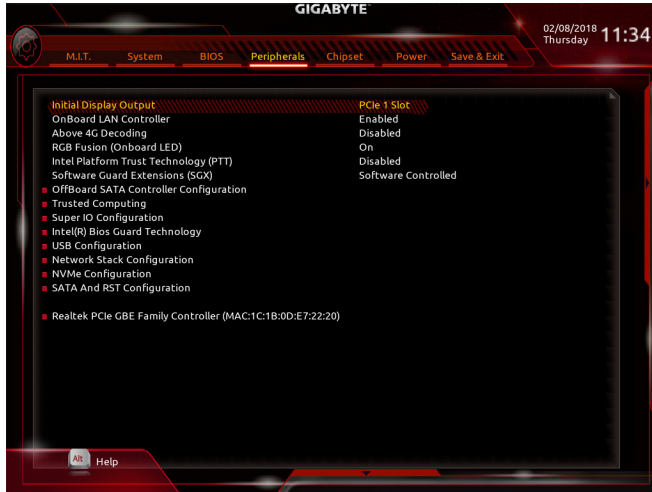 GIGABYTE™
02/08/2018
Thursday
11:34
M.I.T. System BIOS Peripherals Chipset Power Save & Exit
Initial Display Output PCIe 1 Slot
OnBoard LAN Controller Enabled
Above 4G Decoding Disabled
RGB Fusion (Onboard LED) On
Intel Platform Trust Technology (PTT) Disabled
Software Guard Extensions (SGX) Software Controlled
OffBoard SATA Controller Configuration
Trusted Computing
Super IO Configuration
Intel(R) Bios Guard Technology
USB Configuration
Network Stack Configuration
NVMe Configuration
SATA And RST Configuration
Realtek PCIe GBE Family Controller (MAC:1C:1B:0D:E7:22:20)
Alt Help